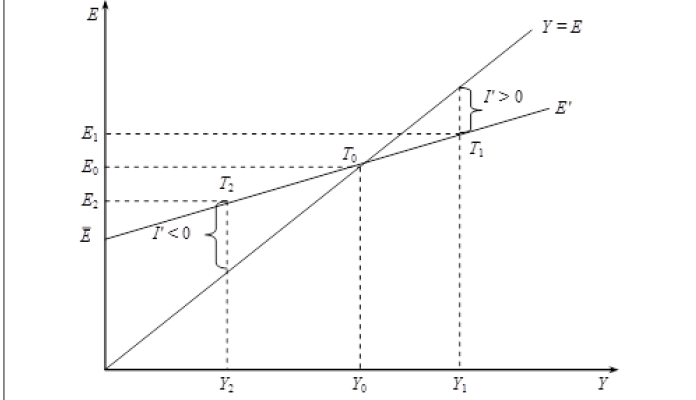 E
Y = E
I' > 0
E'
E₁
T₁
T₀
E₀
T₂
E₂
I' < 0
E̅
Y₂
Y₀
Y₁
Y